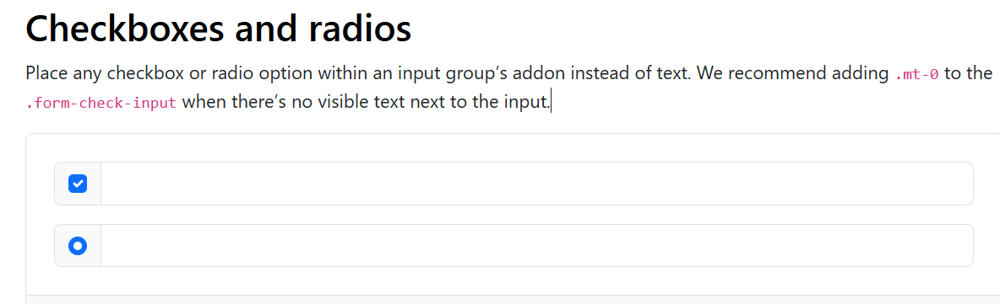 Checkboxes and radios
Place any checkbox or radio option within an input group’s addon instead of text. We recommend adding .mt-0 to the
.form-check-input when there’s no visible text next to the input.